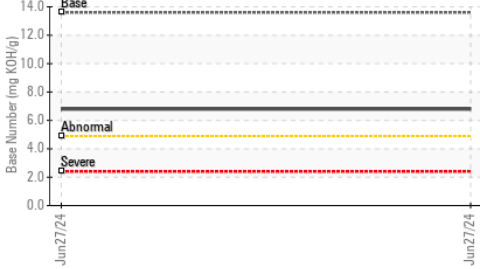 Base Number (mg KOH/g)
14.0
12.0
10.0
8.0
6.0
4.0
2.0
0.0
Base
Abnormal
Severe
Jun27/24
Jun27/24